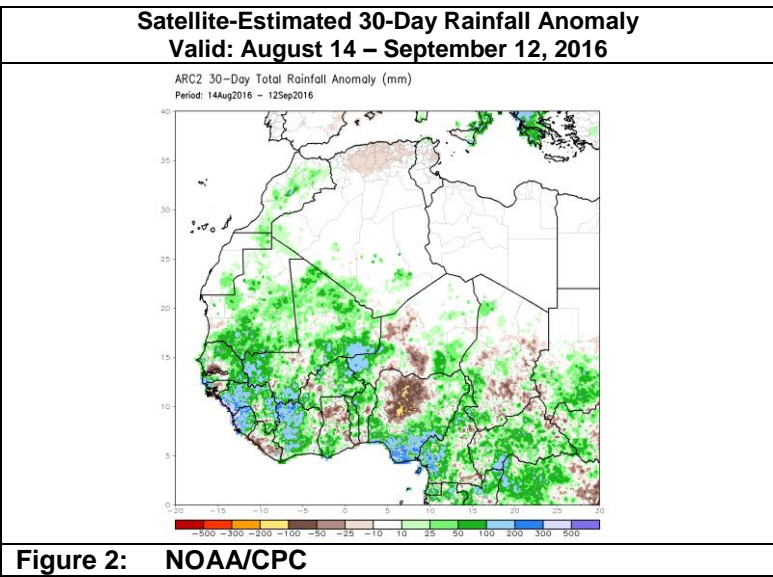 Satellite-Estimated 30-Day Rainfall Anomaly
Valid: August 14 – September 12, 2016
ARC2 30-Day Total Rainfall Anomaly (mm)
Period: 14Aug2016 - 12Sep2016
40
35
30
25
20
15
10
5
0
-20 -15 -10 -5 0 5 10 15 20 25 30
-500 -300 -200 -100 -50 -25 -10 10 25 50 100 200 300 500
Figure 2: NOAA/CPC